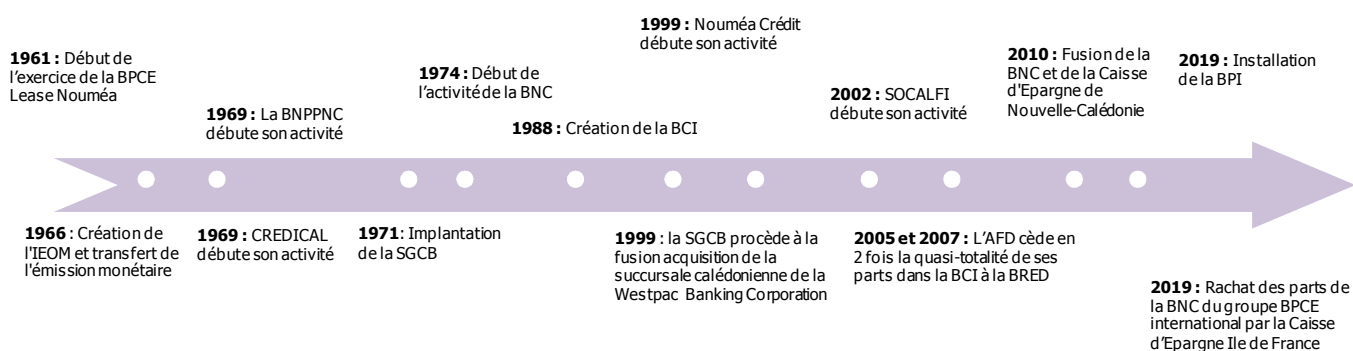 1961 : Début de
l'exercice de la BPCE
Lease Nouméa
1966 : Création de
l'IEOM et transfert de
l'émission monétaire
1969 : La BNPPNC
débute son activité
1969 : CREDICAL
débute son activité
1971: Implantation
de la SGCB
1974 : Début de
l'activité de la BNC
1988 : Création de la BCI
1999 : Nouméa Crédit
débute son activité
1999 : la SGCB procède à la
fusion acquisition de la
succursale calédonienne de la
Westpac Banking Corporation
2002 : SOCALFI
débute son activité
2005 et 2007 : L'AFD cède en
2 fois la quasi-totalité de ses
parts dans la BCI à la BRED
2010 : Fusion de la
BNC et de la Caisse
d'Epargne de
Nouvelle-Calédonie
2019 : Installation
de la BPI
2019 : Rachat des parts de
la BNC du groupe BPCE
international par la Caisse
d'Epargne Ile de France